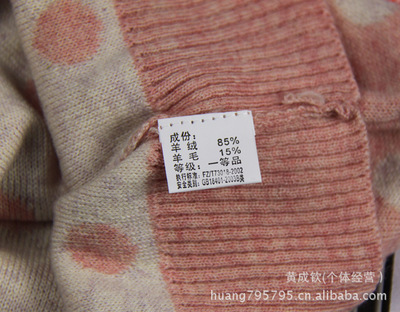 成份:
羊绒 85%
羊毛 15%
等级: 一等品
执行标准: FZ/T73018-2002
安全类别: GB18401-2003B类
黄成钦(个体经营)
huang795795.cn.alibaba.com